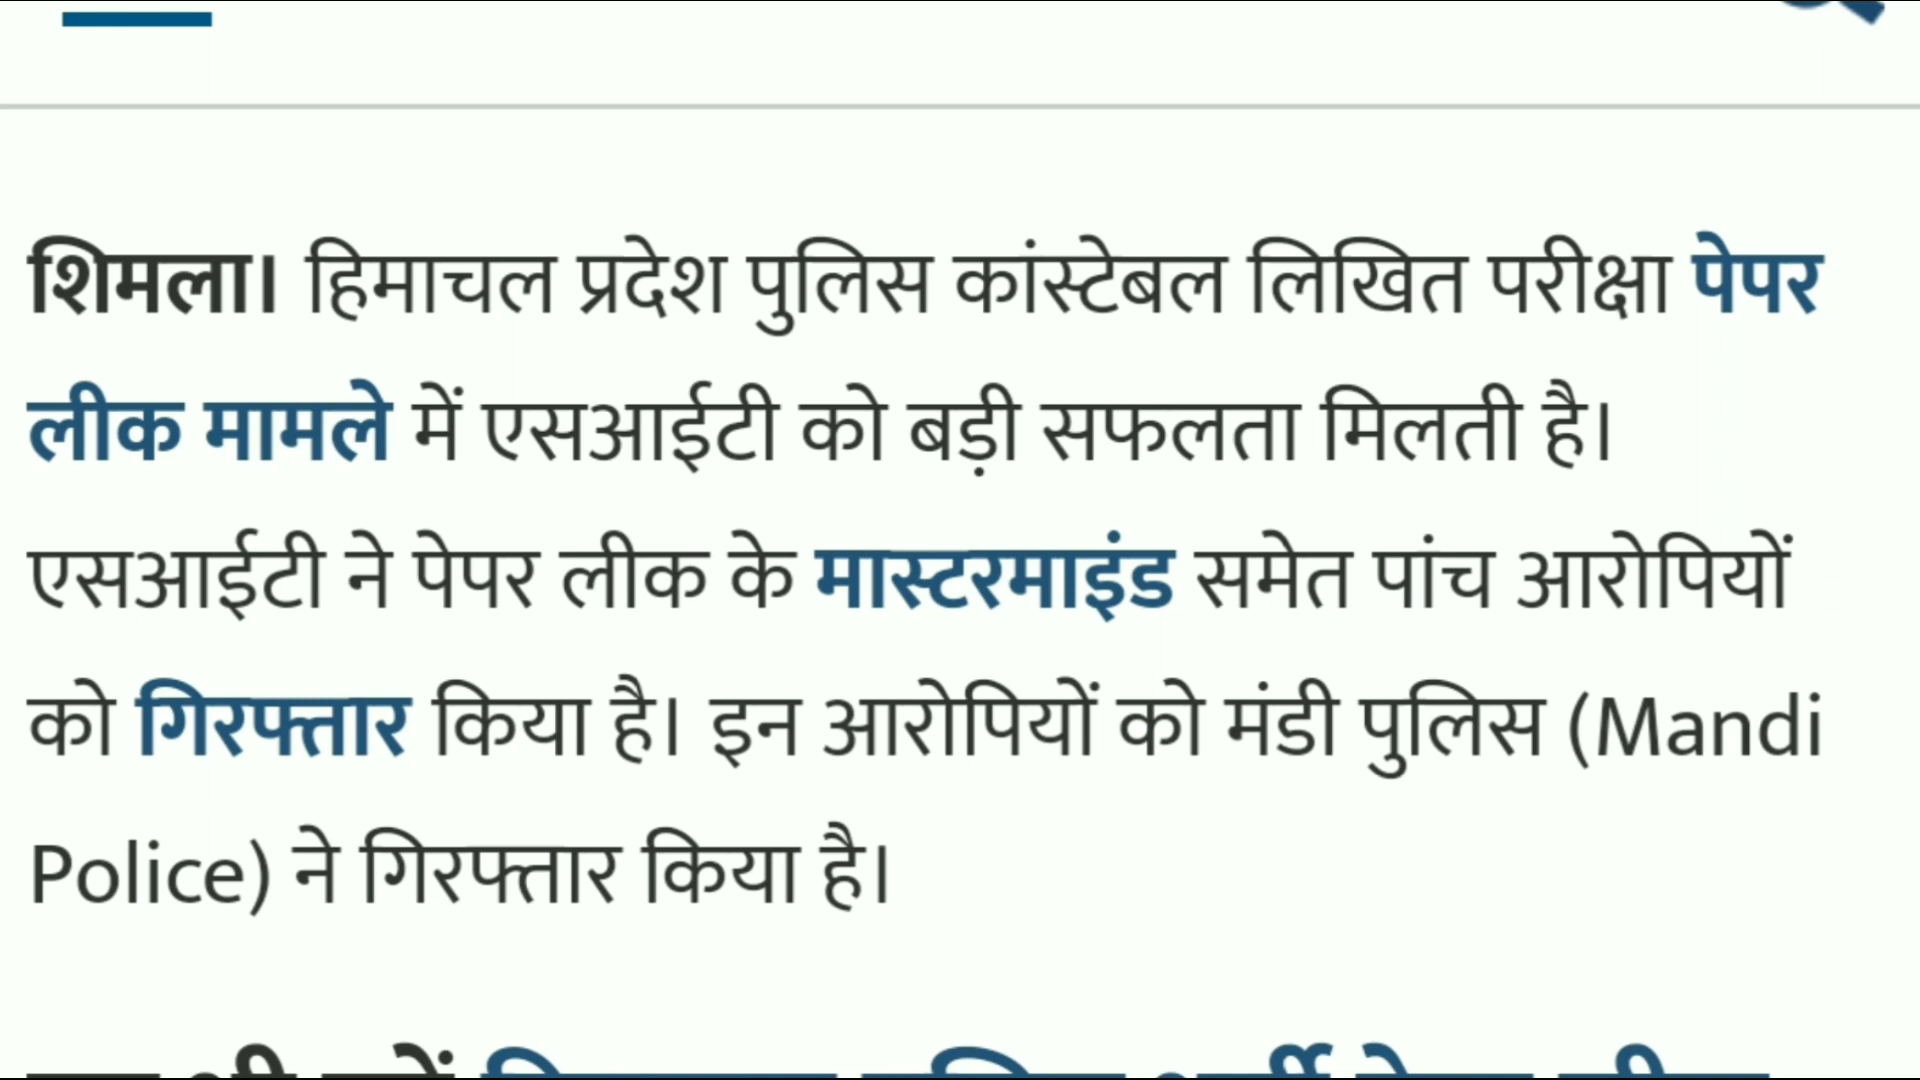 शिमला। हिमाचल प्रदेश पुलिस कांस्टेबल लिखित परीक्षा पेपर
लीक मामले में एसआईटी को बड़ी सफलता मिलती है।
एसआईटी ने पेपर लीक के मास्टरमाइंड समेत पांच आरोपियों
को गिरफ्तार किया है। इन आरोपियों को मंडी पुलिस (Mandi
Police) ने गिरफ्तार किया है।